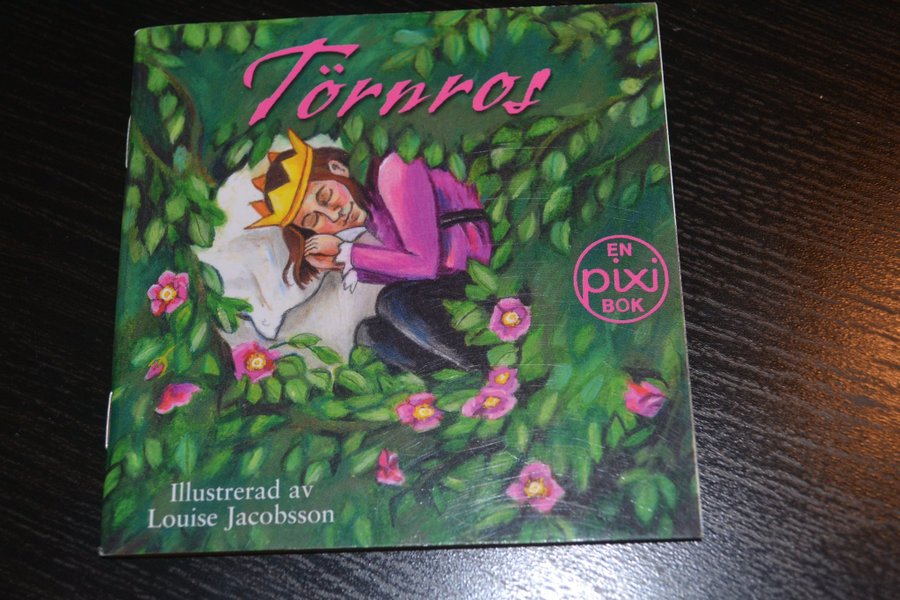 Törnros
EN
pixi
BOK
Illustrerad av
Louise Jacobsson